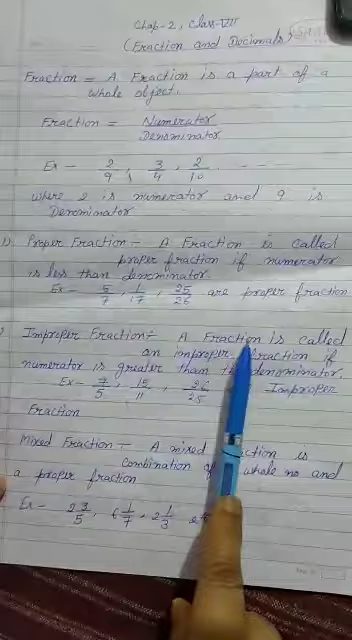 Chap-2, Class-VII
(Fraction and Decimals)
Fraction = A Fraction is a part of a
whole object.
Fraction = Numerator
Denominator
Ex - 2/9, 3/4, 2/10 - - - -
where 2 is numerator and 9 is
Denominator
Proper Fraction :- A Fraction is called
proper fraction if numerator
is less than denominator.
Ex - 5/7, 1/17, 25/26 are proper fraction
Improper Fraction :- A Fraction is called
an improper fraction if
numerator is greater than denominator.
Ex - 7/5, 15/11, 26/25 Improper
Fraction
Mixed Fraction :- A mixed is
combination of whole no and
a proper fraction
Ex - 2 3/5, 6 1/7, 2 1/3